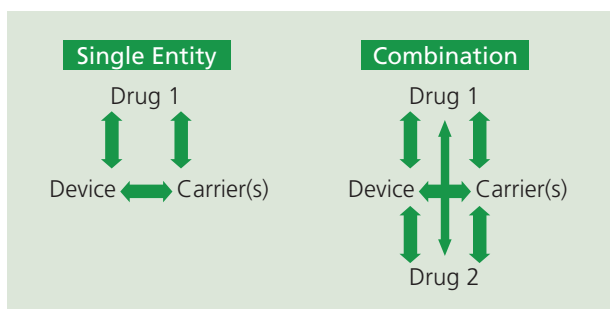 Single Entity
Drug 1
Device Carrier(s)
Combination
Drug 1
Device Carrier(s)
Drug 2